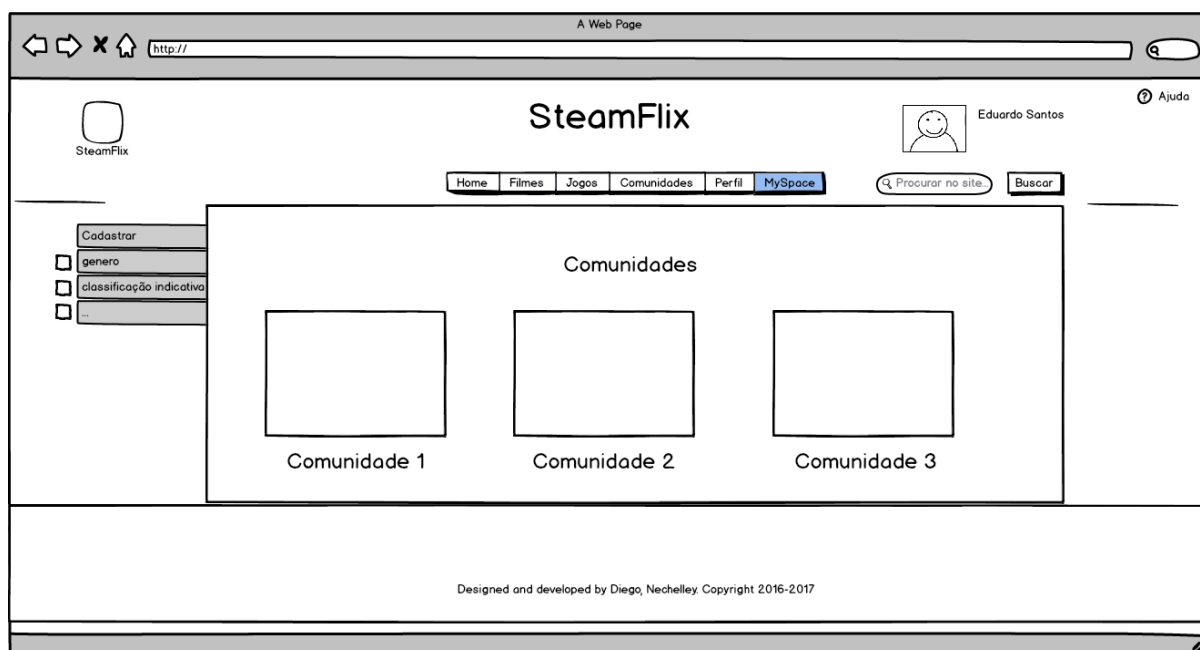 A Web Page
http://
Ajuda
SteamFlix
Eduardo Santos
SteamFlix
Home Filmes Jogos Comunidades Perfil MySpace
Procurar no site...
Buscar
Cadastrar
genero
classificação indicativa
...
Comunidades
Comunidade 1 Comunidade 2 Comunidade 3
Designed and developed by Diego, Nechelley. Copyright 2016-2017